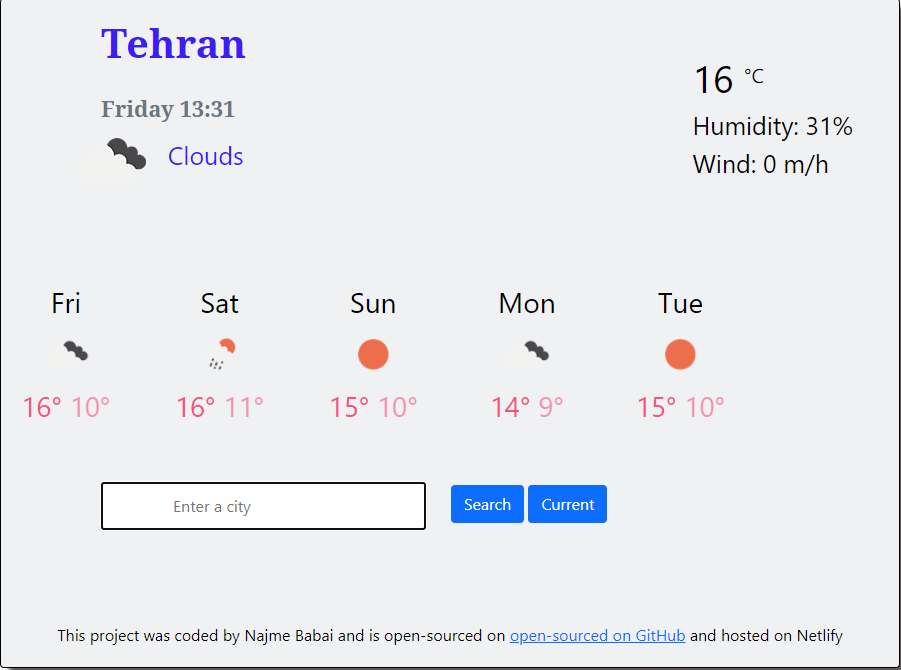 Tehran
Friday 13:31
Clouds
16 °C
Humidity: 31%
Wind: 0 m/h
Fri Sat Sun Mon Tue
16° 10° 16° 11° 15° 10° 14° 9° 15° 10°
Enter a city Search Current
This project was coded by Najme Babai and is open-sourced on open-sourced on GitHub and hosted on Netlify